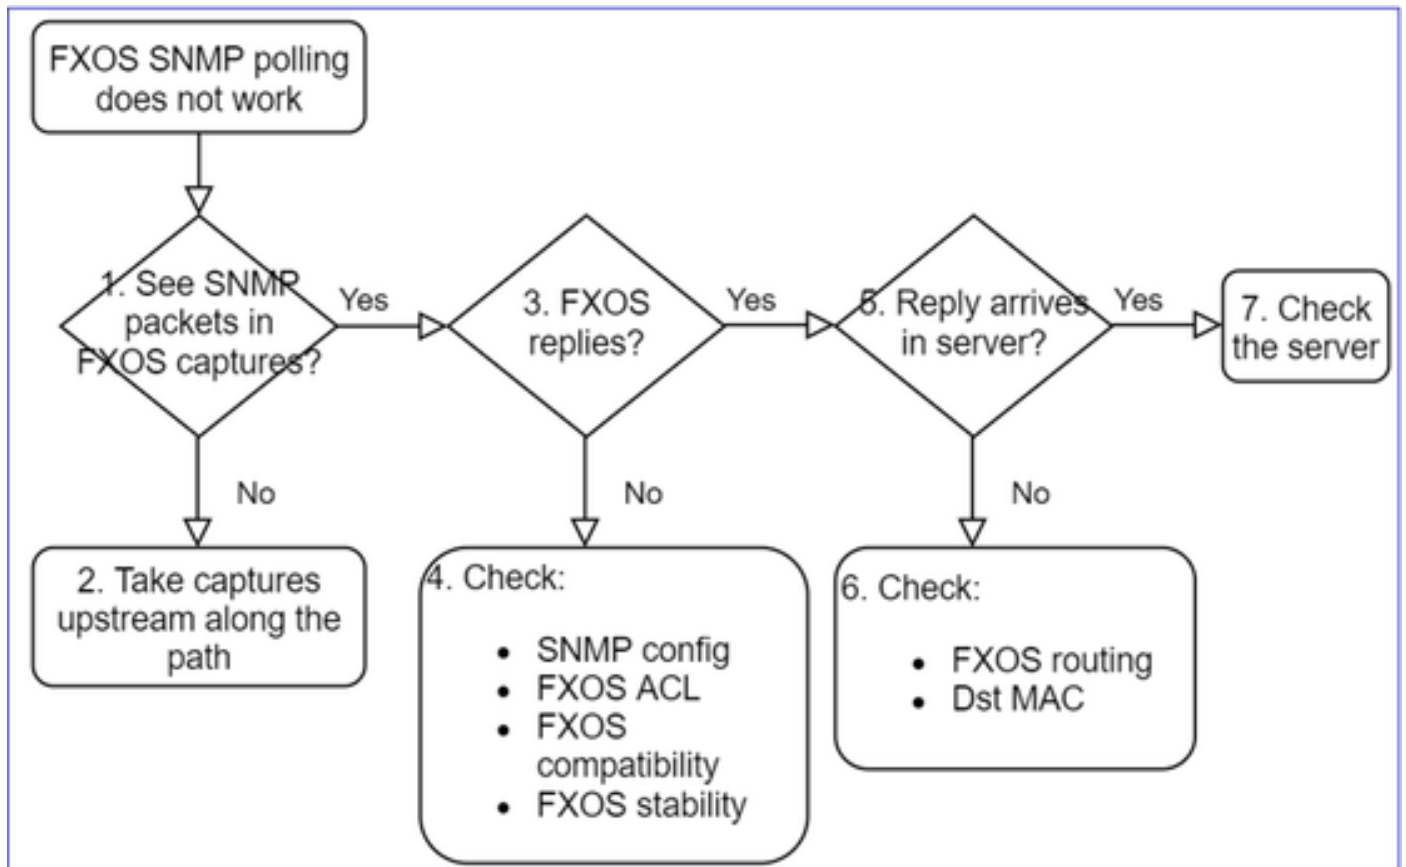 FXOS SNMP polling
does not work
1. See SNMP
packets in
FXOS captures?
Yes
3. FXOS
replies?
Yes
5. Reply arrives
in server?
Yes
7. Check
the server
No
No
No
2. Take captures
upstream along the
path
4. Check:
• SNMP config
• FXOS ACL
• FXOS
compatibility
• FXOS stability
6. Check:
• FXOS routing
• Dst MAC